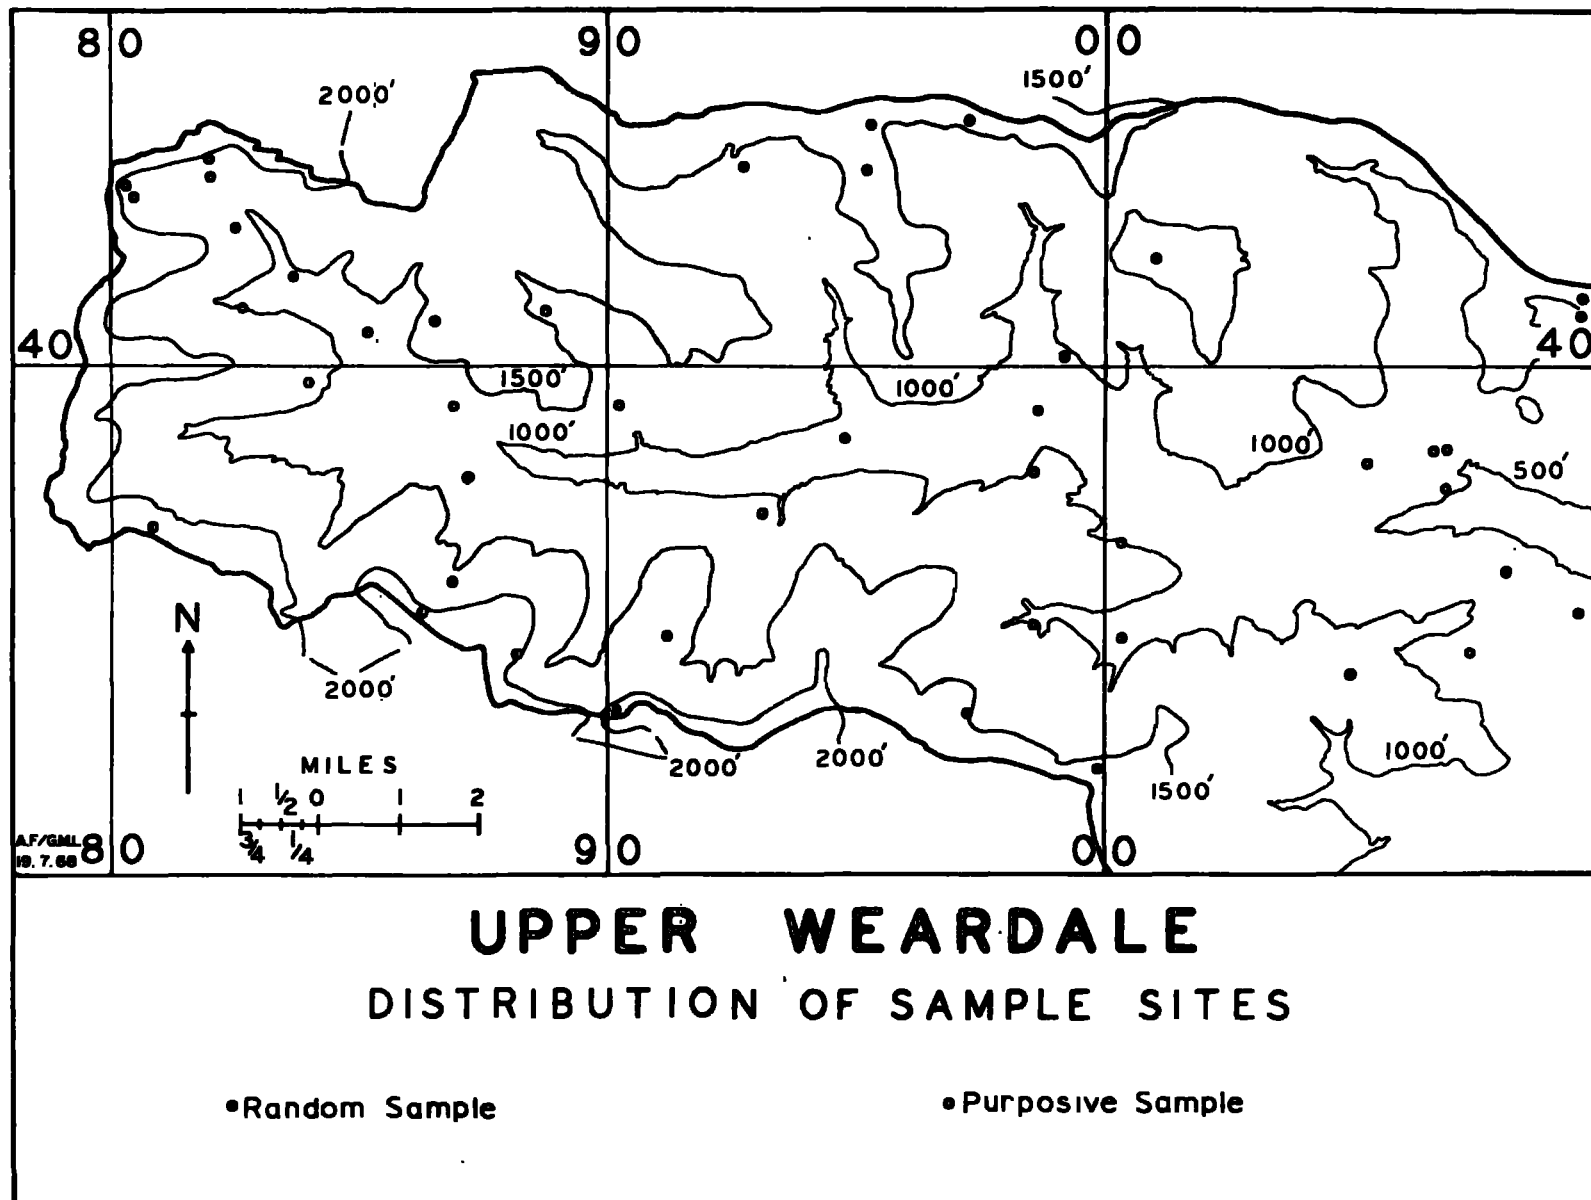 80
90
00
2000'
1500'
40
40
1500'
1000'
1000'
1000'
500'
N
2000'
2000'
2000'
1500'
1000'
MILES
1 1/2 0 1 2
3/4 1/4
A.F/G.M.L.
19.7.68
80
90
00
UPPER WEARDALE
DISTRIBUTION OF SAMPLE SITES
Random Sample
Purposive Sample